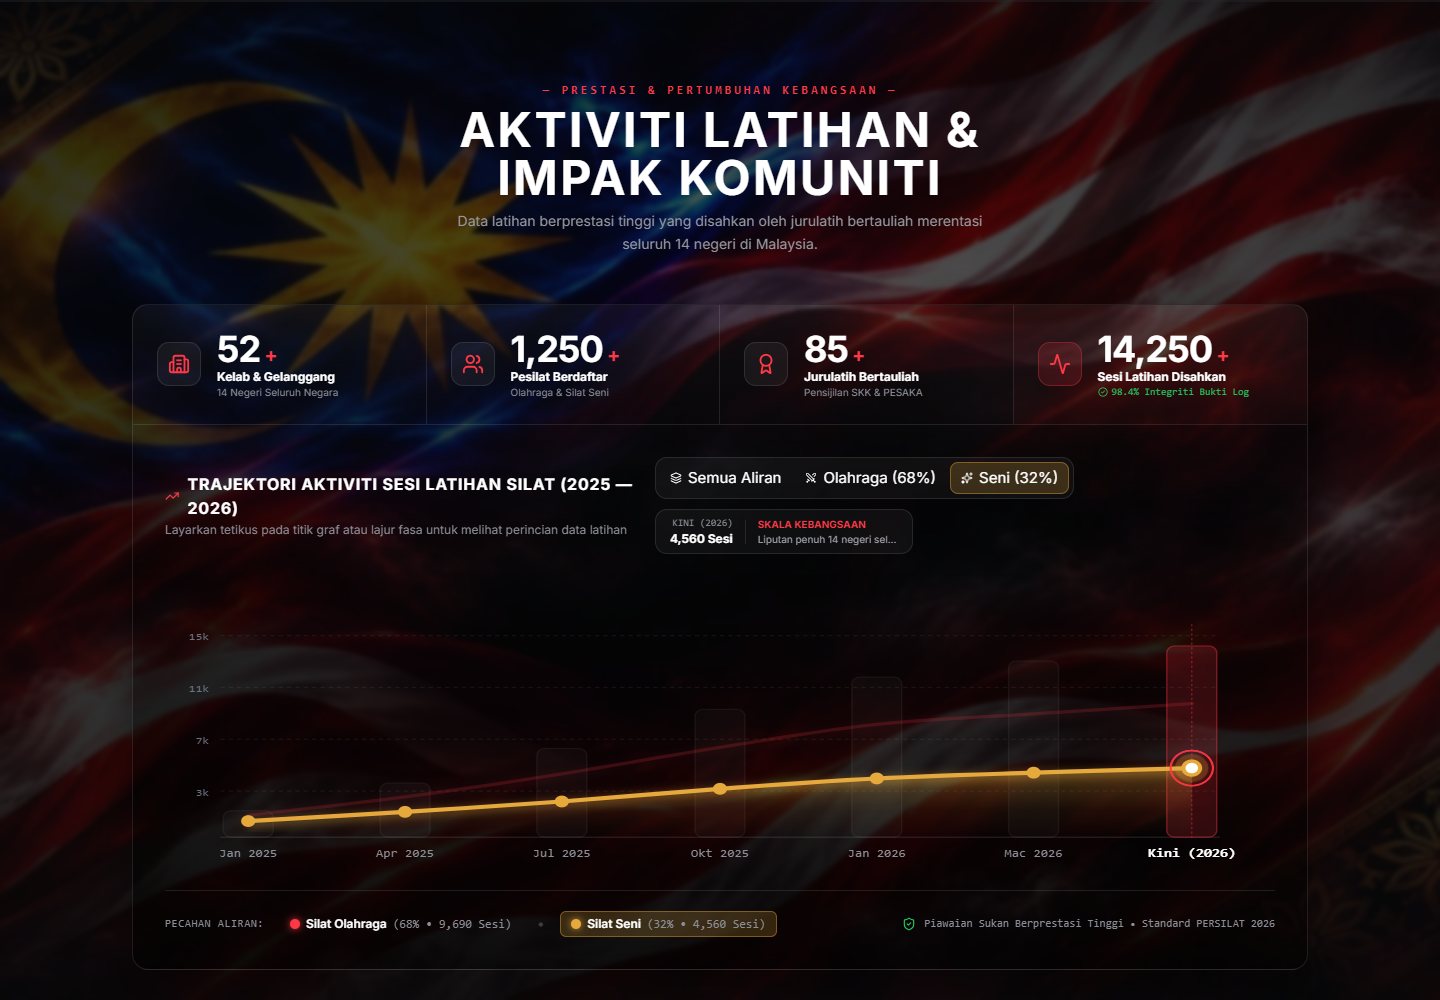 — PRESTASI & PERTUMBUHAN KEBANGSAAN —
AKTIVITI LATIHAN &
IMPAK KOMUNITI
Data latihan berprestasi tinggi yang disahkan oleh jurulatih bertauliah merentasi
seluruh 14 negeri di Malaysia.
52 +
Kelab & Gelanggang
14 Negeri Seluruh Negara
1,250 +
Pesilat Berdaftar
Olahraga & Silat Seni
85 +
Jurulatih Bertauliah
Pensijilan SKK & PESAKA
14,250 +
Sesi Latihan Disahkan
98.4% Integriti Bukti Log
TRAJEKTORI AKTIVITI SESI LATIHAN SILAT (2025 —
2026)
Layarkan tetikus pada titik graf atau lajur fasa untuk melihat perincian data latihan
Semua Aliran
Olahraga (68%)
Seni (32%)
KINI (2026)
4,560 Sesi
SKALA KEBANGSAAN
Liputan penuh 14 negeri sel...
15k
11k
7k
3k
Jan 2025
Apr 2025
Jul 2025
Okt 2025
Jan 2026
Mac 2026
Kini (2026)
PECAHAN ALIRAN:
Silat Olahraga (68% • 9,690 Sesi)
•
Silat Seni (32% • 4,560 Sesi)
Piawaian Sukan Berprestasi Tinggi • Standard PERSILAT 2026